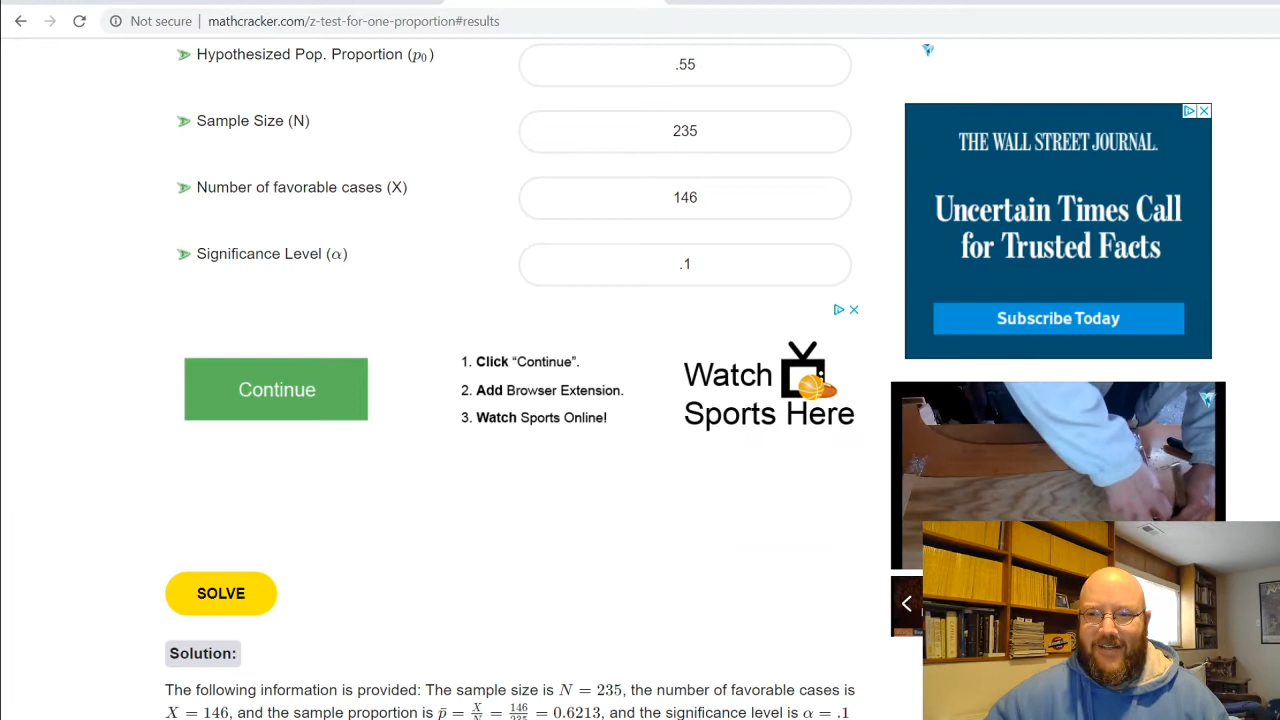 Not secure | mathcracker.com/z-test-for-one-proportion#results
Hypothesized Pop. Proportion (p₀)
.55
Sample Size (N)
235
Number of favorable cases (X)
146
Significance Level (α)
.1
Continue
1. Click “Continue”.
2. Add Browser Extension.
3. Watch Sports Online!
Watch
Sports Here
THE WALL STREET JOURNAL.
Uncertain Times Call
for Trusted Facts
Subscribe Today
SOLVE
Solution:
The following information is provided: The sample size is N = 235, the number of favorable cases is
X = 146, and the sample proportion is p̄ = X/N = 146/235 = 0.6213, and the significance level is α = .1